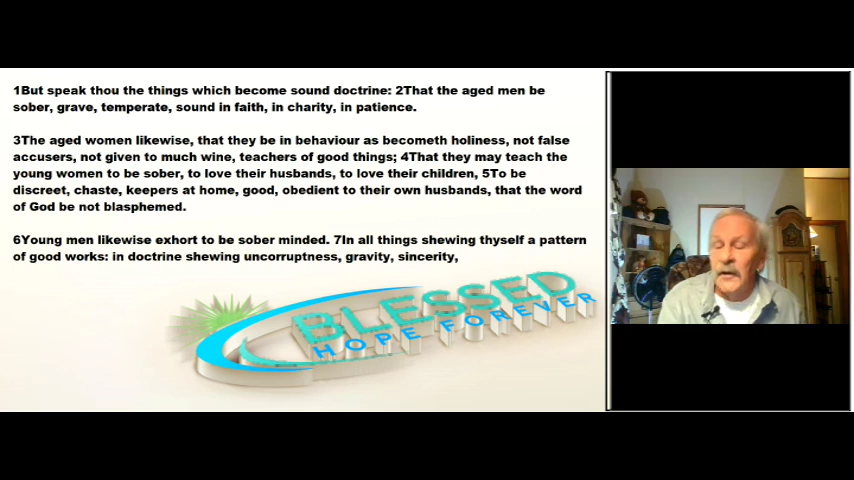 1But speak thou the things which become sound doctrine: 2That the aged men be
sober, grave, temperate, sound in faith, in charity, in patience.
3The aged women likewise, that they be in behaviour as becometh holiness, not false
accusers, not given to much wine, teachers of good things; 4That they may teach the
young women to be sober, to love their husbands, to love their children, 5To be
discreet, chaste, keepers at home, good, obedient to their own husbands, that the word
of God be not blasphemed.
6Young men likewise exhort to be sober minded. 7In all things shewing thyself a pattern
of good works: in doctrine shewing uncorruptness, gravity, sincerity,
BLESSED
HOPE FOREVER